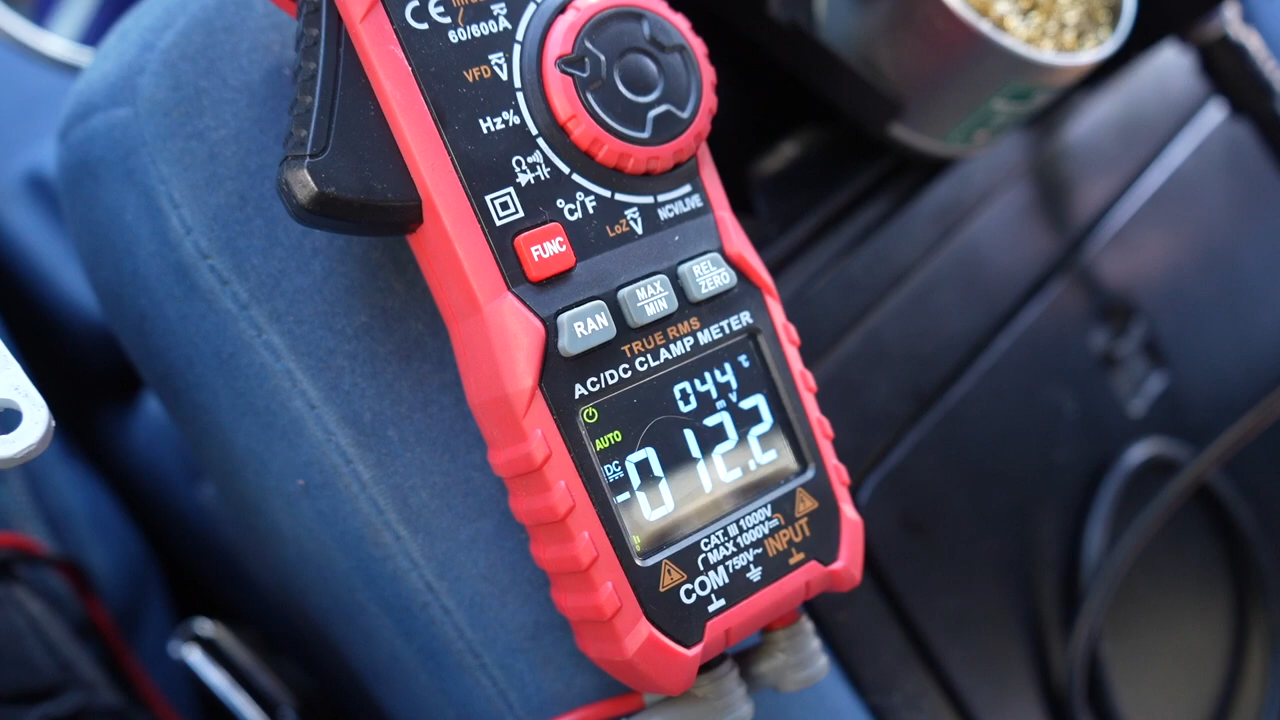 CE
60/600A
VFD V
Hz%
°C/°F
LoZ V
NCV/LIVE
FUNC
RAN
MAX
MIN
REL
ZERO
TRUE RMS
AC/DC CLAMP METER
044 °C
AUTO
mV
DC
-012.2
CAT. III 1000V
MAX 1000V
750V~
COM
INPUT